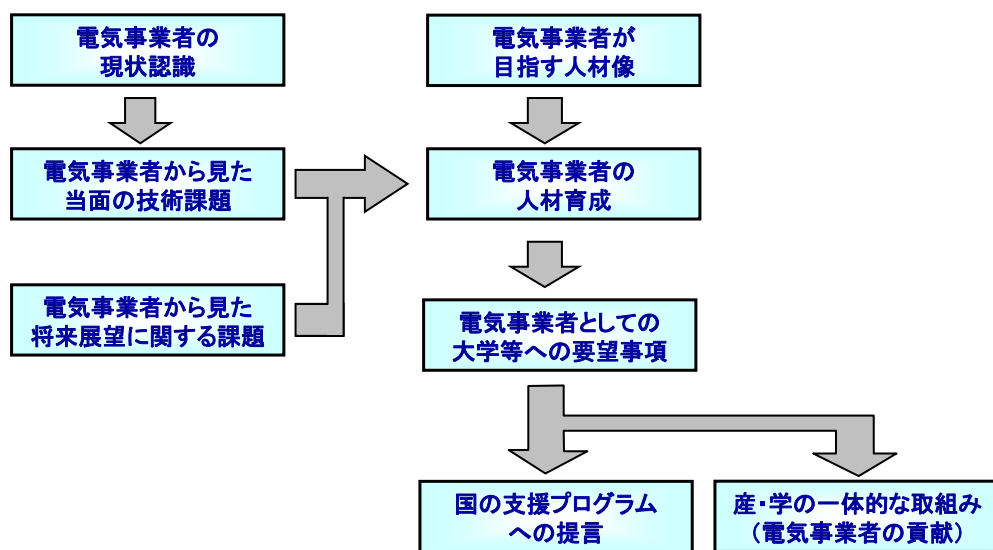 電気事業者の
現状認識
電気事業者が
目指す人材像
電気事業者から見た
当面の技術課題
電気事業者の
人材育成
電気事業者から見た
将来展望に関する課題
電気事業者としての
大学等への要望事項
国の支援プログラム
への提言
産・学の一体的な取組み
（電気事業者の貢献）